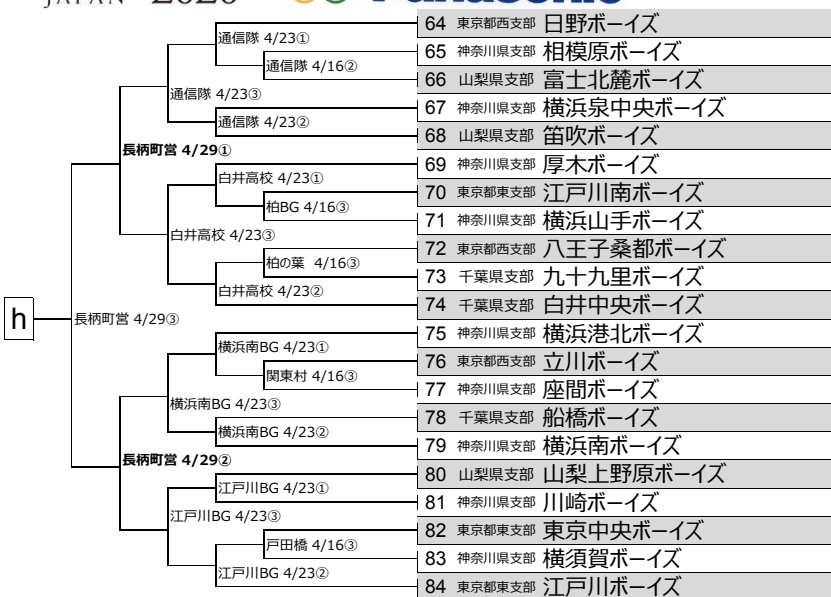 JAPAN 2020 Panasonic
64 東京都西支部 日野ボーイズ
通信隊 4/23①
65 神奈川県支部 相模原ボーイズ
通信隊 4/16②
66 山梨県支部 富士北麓ボーイズ
通信隊 4/23③
67 神奈川県支部 横浜泉中央ボーイズ
通信隊 4/23②
68 山梨県支部 笛吹ボーイズ
長柄町営 4/29①
69 神奈川県支部 厚木ボーイズ
白井高校 4/23①
70 東京都東支部 江戸川南ボーイズ
柏BG 4/16③
71 神奈川県支部 横浜山手ボーイズ
白井高校 4/23③
72 東京都西支部 八王子桑都ボーイズ
柏の葉 4/16③
73 千葉県支部 九十九里ボーイズ
白井高校 4/23②
74 千葉県支部 白井中央ボーイズ
h
長柄町営 4/29③
75 神奈川県支部 横浜港北ボーイズ
横浜南BG 4/23①
76 東京都西支部 立川ボーイズ
関東村 4/16③
77 神奈川県支部 座間ボーイズ
横浜南BG 4/23③
78 千葉県支部 船橋ボーイズ
横浜南BG 4/23②
79 神奈川県支部 横浜南ボーイズ
長柄町営 4/29②
80 山梨県支部 山梨上野原ボーイズ
江戸川BG 4/23①
81 神奈川県支部 川崎ボーイズ
江戸川BG 4/23③
82 東京都東支部 東京中央ボーイズ
戸田橋 4/16③
83 神奈川県支部 横須賀ボーイズ
江戸川BG 4/23②
84 東京都東支部 江戸川ボーイズ